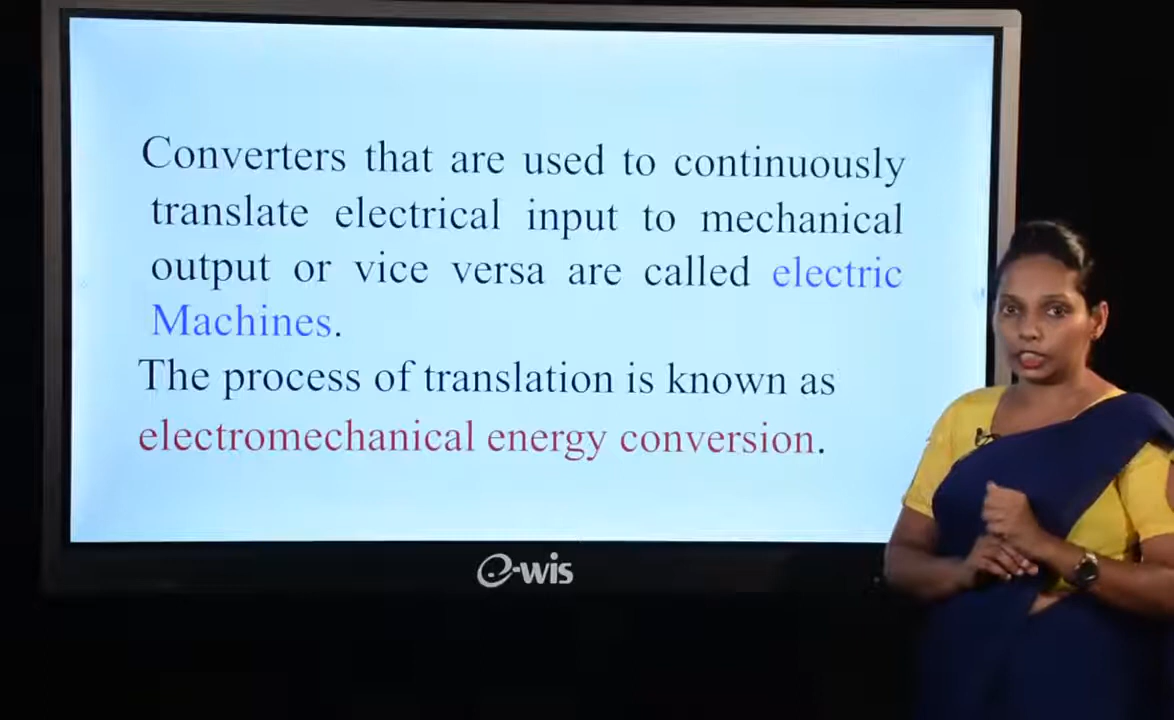 Converters that are used to continuously
translate electrical input to mechanical
output or vice versa are called electric
Machines.
The process of translation is known as
electromechanical energy conversion.
e-wis